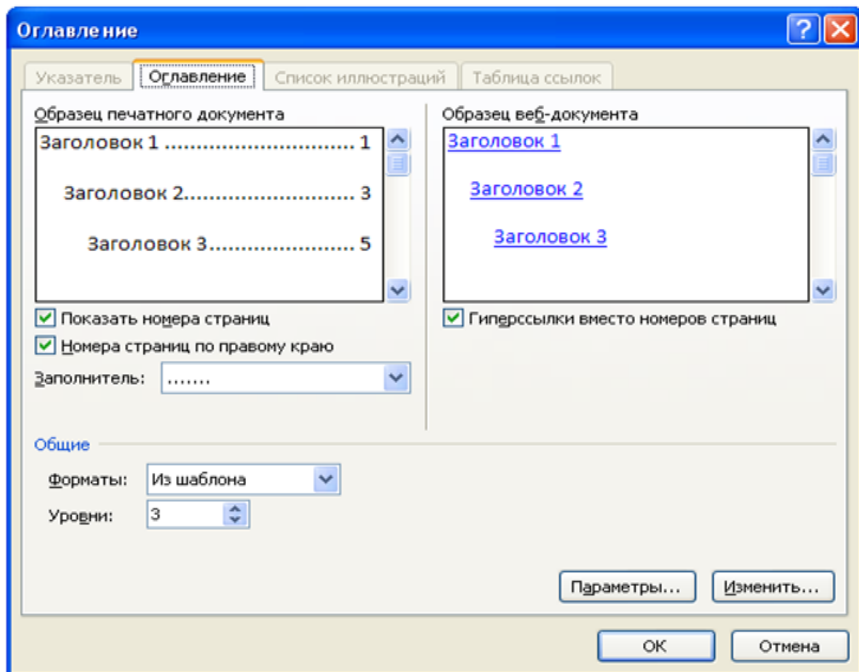 Оглавление
Указатель Оглавление Список иллюстраций Таблица ссылок
Образец печатного документа
Заголовок 1 ................................ 1
Заголовок 2............................. 3
Заголовок 3......................... 5
Показать номера страниц
Номера страниц по правому краю
Заполнитель: .......
Образец веб-документа
Заголовок 1
Заголовок 2
Заголовок 3
Гиперссылки вместо номеров страниц
Общие
Форматы: Из шаблона
Уровни: 3
Параметры... Изменить...
ОК Отмена